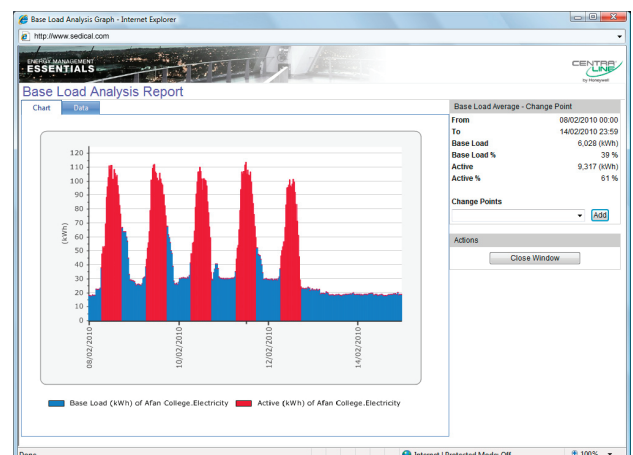 Base Load Analysis Graph - Internet Explorer
http://www.sedical.com
ENERGY MANAGEMENT
ESSENTIALS
CENTRA
LINE
by Honeywell
Base Load Analysis Report
Chart Data
120
110
100
90
80
70
60
50
40
30
20
10
0
(kWh)
08/02/2010
10/02/2010
12/02/2010
14/02/2010
Base Load (kWh) of Afan College.Electricity Active (kWh) of Afan College.Electricity
Base Load Average - Change Point
From 08/02/2010 00:00
To 14/02/2010 23:59
Base Load 6,028 (kWh)
Base Load % 39 %
Active 9,317 (kWh)
Active % 61 %
Change Points
Add
Actions
Close Window
Done
Internet | Protected Mode: Off
100%